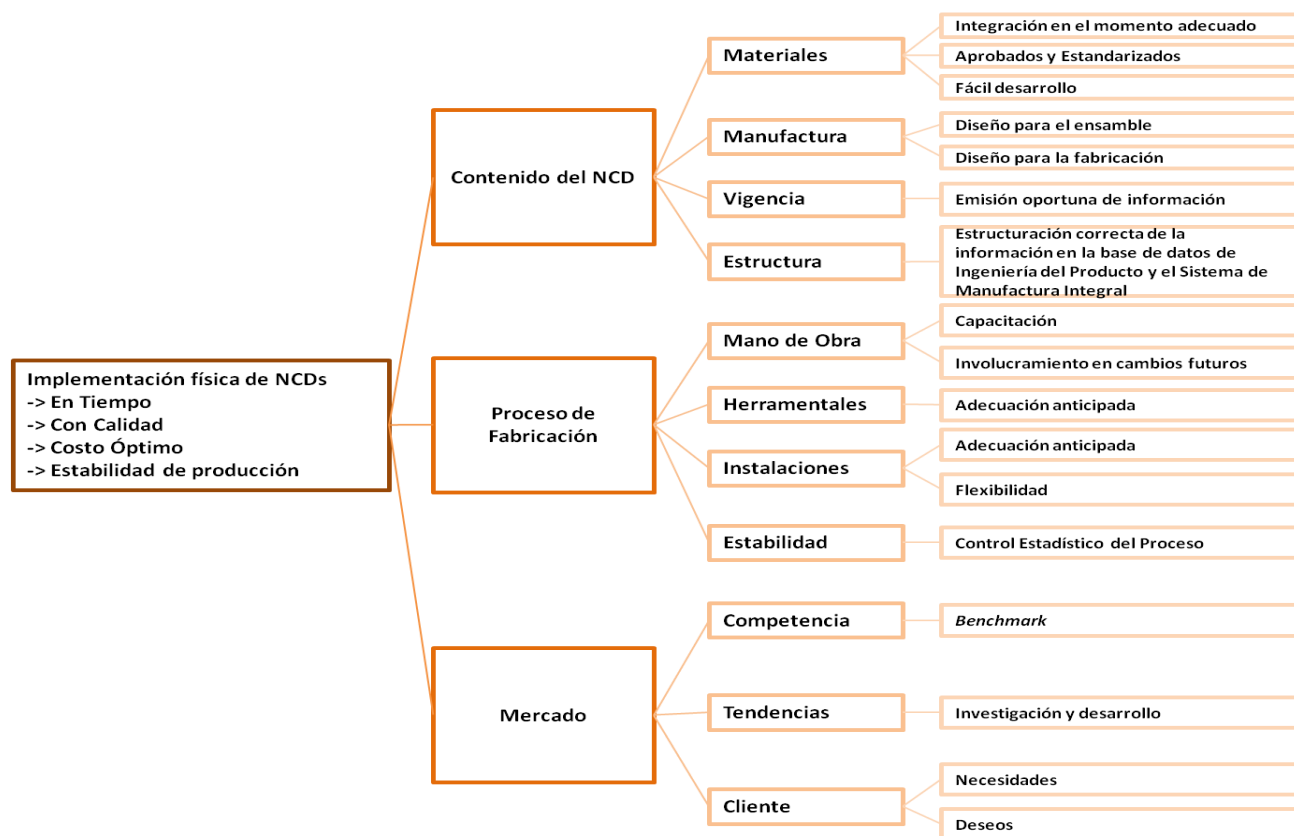 Implementación física de NCDs
-> En Tiempo
-> Con Calidad
-> Costo Óptimo
-> Estabilidad de producción
Contenido del NCD
Materiales
Integración en el momento adecuado
Aprobados y Estandarizados
Fácil desarrollo
Manufactura
Diseño para el ensamble
Diseño para la fabricación
Vigencia
Emisión oportuna de información
Estructura
Estructuración correcta de la
información en la base de datos de
Ingeniería del Producto y el Sistema de
Manufactura Integral
Proceso de
Fabricación
Mano de Obra
Capacitación
Involucramiento en cambios futuros
Herramentales
Adecuación anticipada
Instalaciones
Adecuación anticipada
Flexibilidad
Estabilidad
Control Estadístico del Proceso
Mercado
Competencia
Benchmark
Tendencias
Investigación y desarrollo
Cliente
Necesidades
Deseos